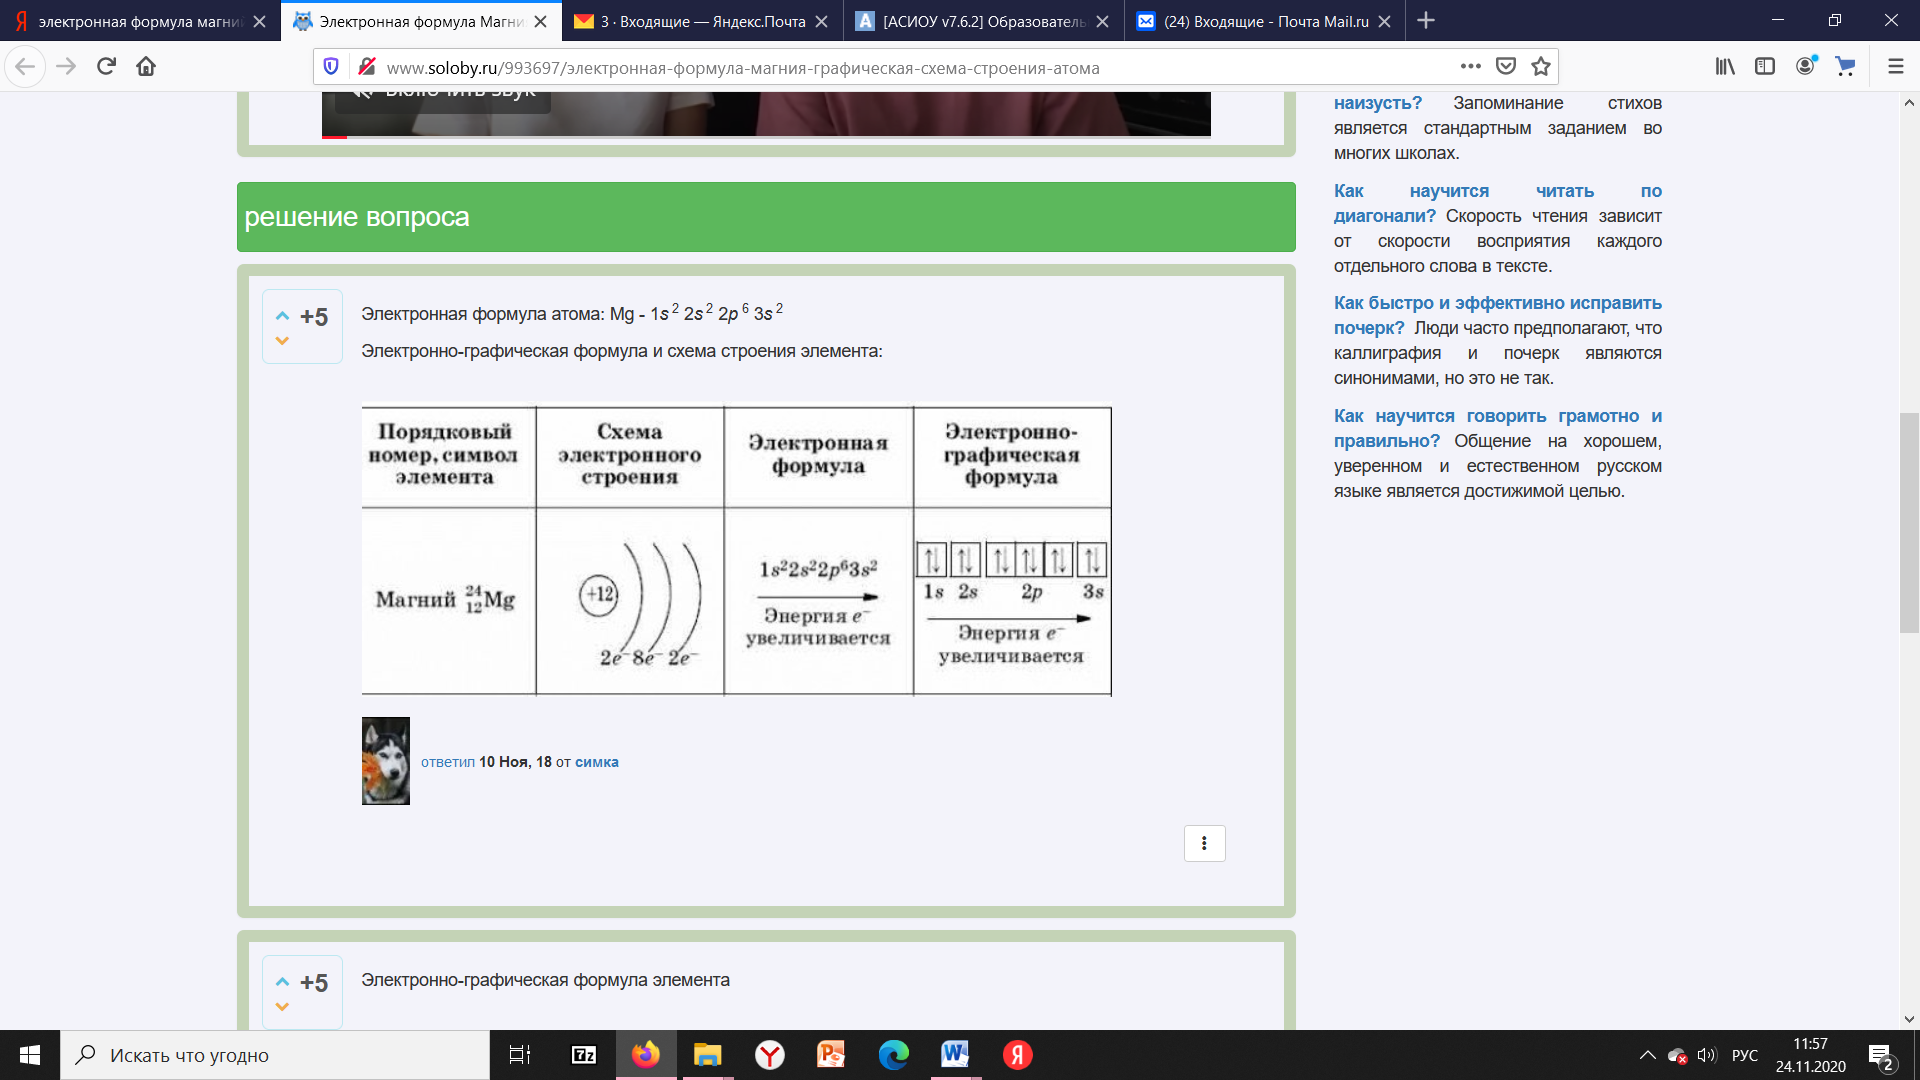 электронная формула магни
Электронная формула Магни
3 · Входящие — Яндекс.Почта
[АСИОУ v7.6.2] Образователь
(24) Входящие - Почта Mail.ru
www.soloby.ru/993697/электронная-формула-магния-графическая-схема-строения-атома
включить звук
решение вопроса
+5
Электронная формула атома: Mg - 1s 2 2s 2 2p 6 3s 2
Электронно-графическая формула и схема строения элемента:
Порядковый
номер, символ
элемента
Схема
электронного
строения
Электронная
формула
Электронно-
графическая
формула
Магний ²⁴₁₂Mg
+12
2e⁻ 8e⁻ 2e⁻
1s²2s²2p⁶3s²
Энергия e⁻
увеличивается
1s 2s 2p 3s
Энергия e⁻
увеличивается
ответил 10 Ноя, 18 от симка
+5
Электронно-графическая формула элемента
наизусть? Запоминание стихов
является стандартным заданием во
многих школах.
Как научится читать по
диагонали? Скорость чтения зависит
от скорости восприятия каждого
отдельного слова в тексте.
Как быстро и эффективно исправить
почерк? Люди часто предполагают, что
каллиграфия и почерк являются
синонимами, но это не так.
Как научится говорить грамотно и
правильно? Общение на хорошем,
уверенном и естественном русском
языке является достижимой целью.
Искать что угодно
7z
РУС
11:57
24.11.2020
2